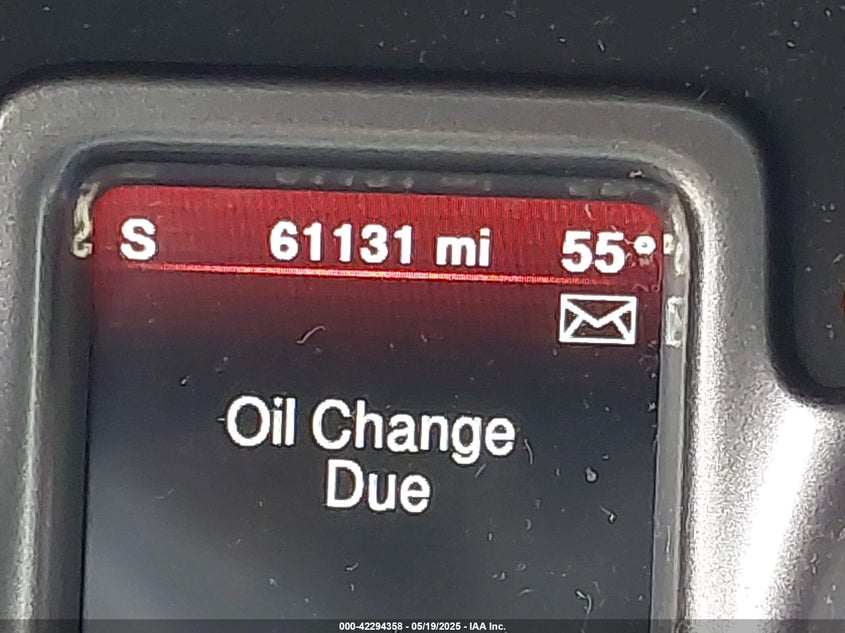 S 61131 mi 55°
Oil Change
Due
000-42294358 - 05/19/2025 - IAA Inc.